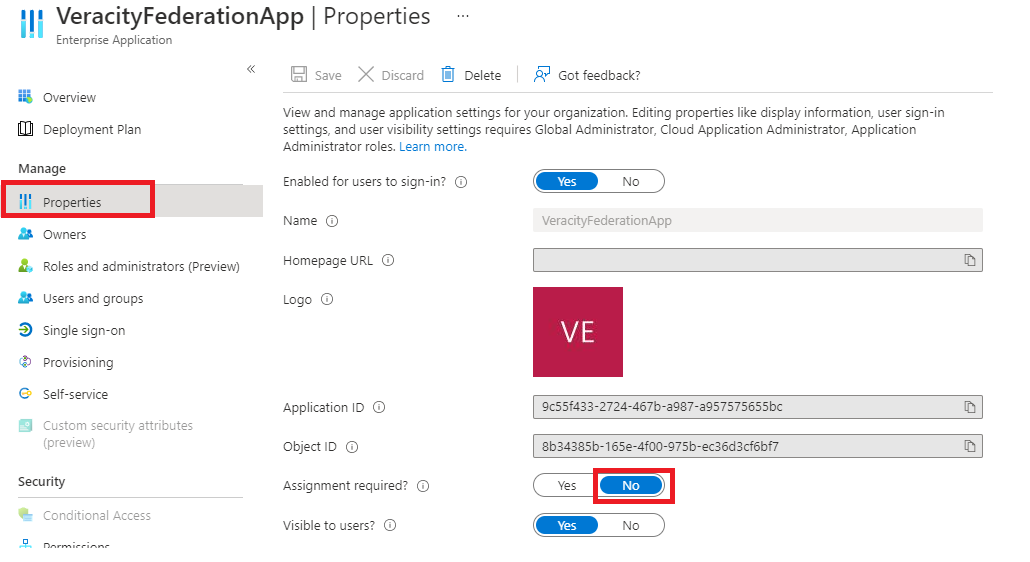 VeracityFederationApp | Properties ...
Enterprise Application
«
Overview
Deployment Plan
Manage
Properties
Owners
Roles and administrators (Preview)
Users and groups
Single sign-on
Provisioning
Self-service
Custom security attributes
(preview)
Security
Conditional Access
Permissions
Save Discard Delete Got feedback?
View and manage application settings for your organization. Editing properties like display information, user sign-in
settings, and user visibility settings requires Global Administrator, Cloud Application Administrator, Application
Administrator roles. Learn more.
Enabled for users to sign-in? Yes No
Name VeracityFederationApp
Homepage URL
Logo VE
Application ID 9c55f433-2724-467b-a987-a957575655bc
Object ID 8b34385b-165e-4f00-975b-ec36d3cf6bf7
Assignment required? Yes No
Visible to users? Yes No